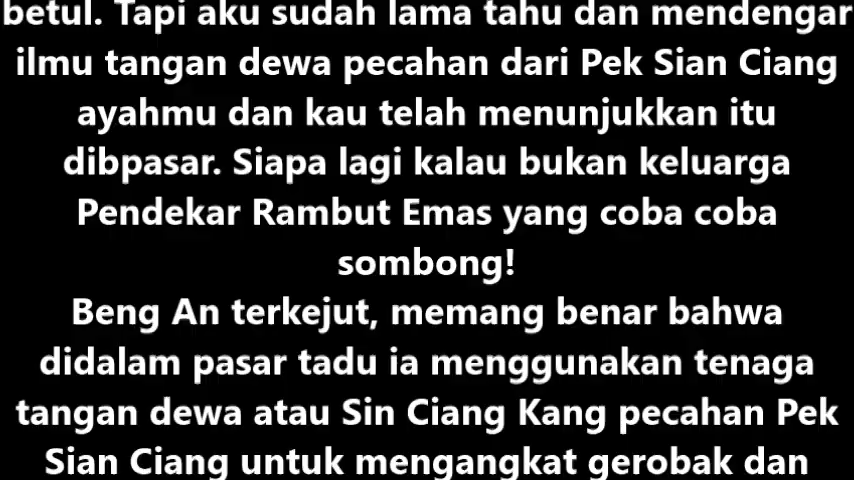 betul. Tapi aku sudah lama tahu dan mendengar
ilmu tangan dewa pecahan dari Pek Sian Ciang
ayahmu dan kau telah menunjukkan itu
dibpasar. Siapa lagi kalau bukan keluarga
Pendekar Rambut Emas yang coba coba
sombong!
Beng An terkejut, memang benar bahwa
didalam pasar tadu ia menggunakan tenaga
tangan dewa atau Sin Ciang Kang pecahan Pek
Sian Ciang untuk mengangkat gerobak dan